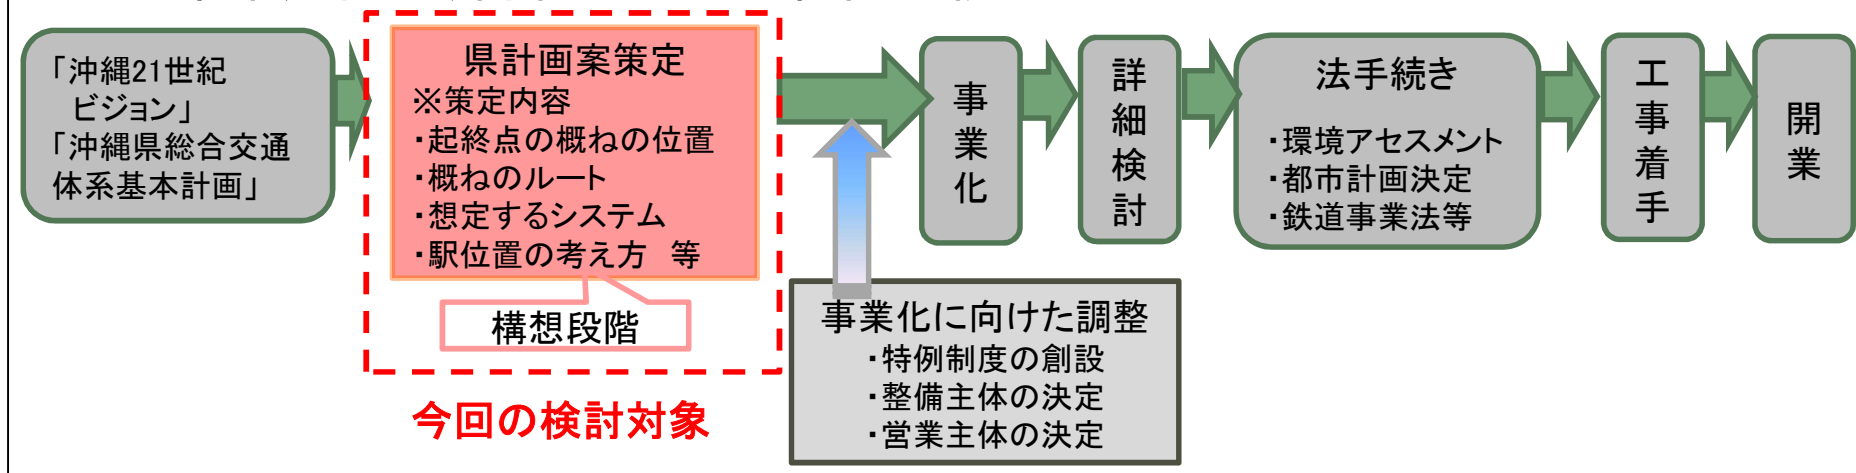 「沖縄21世紀
ビジョン」
「沖縄県総合交通
体系基本計画」
県計画案策定
※策定内容
・起終点の概ねの位置
・概ねのルート
・想定するシステム
・駅位置の考え方　等
構想段階
今回の検討対象
事業化に向けた調整
・特例制度の創設
・整備主体の決定
・営業主体の決定
事業化
詳細検討
法手続き
・環境アセスメント
・都市計画決定
・鉄道事業法等
工事着手
開業